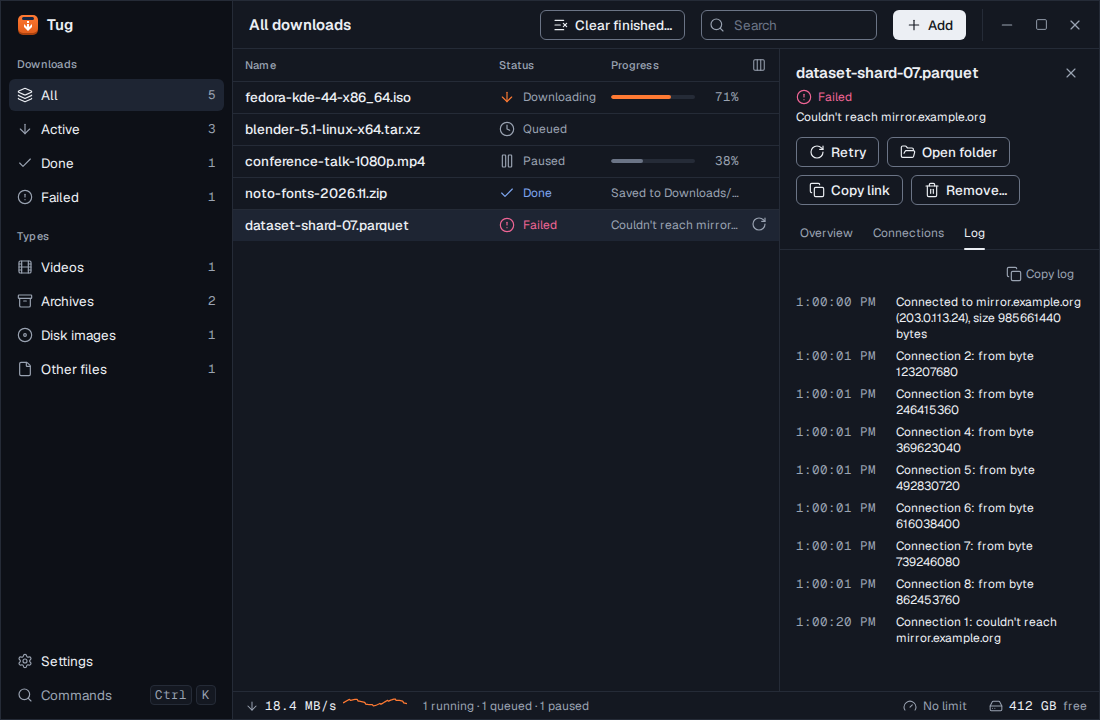 Tug
Downloads
All 5
Active 3
Done 1
Failed 1
Types
Videos 1
Archives 2
Disk images 1
Other files 1
Settings
Commands Ctrl K
All downloads
Clear finished…
Search
Add
Name Status Progress
fedora-kde-44-x86_64.iso Downloading 71%
blender-5.1-linux-x64.tar.xz Queued
conference-talk-1080p.mp4 Paused 38%
noto-fonts-2026.11.zip Done Saved to Downloads/…
dataset-shard-07.parquet Failed Couldn't reach mirror…
dataset-shard-07.parquet
Failed
Couldn't reach mirror.example.org
Retry Open folder
Copy link Remove…
Overview Connections Log
Copy log
1:00:00 PM Connected to mirror.example.org
(203.0.113.24), size 985661440
bytes
1:00:01 PM Connection 2: from byte
123207680
1:00:01 PM Connection 3: from byte
246415360
1:00:01 PM Connection 4: from byte
369623040
1:00:01 PM Connection 5: from byte
492830720
1:00:01 PM Connection 6: from byte
616038400
1:00:01 PM Connection 7: from byte
739246080
1:00:01 PM Connection 8: from byte
862453760
1:00:20 PM Connection 1: couldn't reach
mirror.example.org
18.4 MB/s 1 running · 1 queued · 1 paused No limit 412 GB free